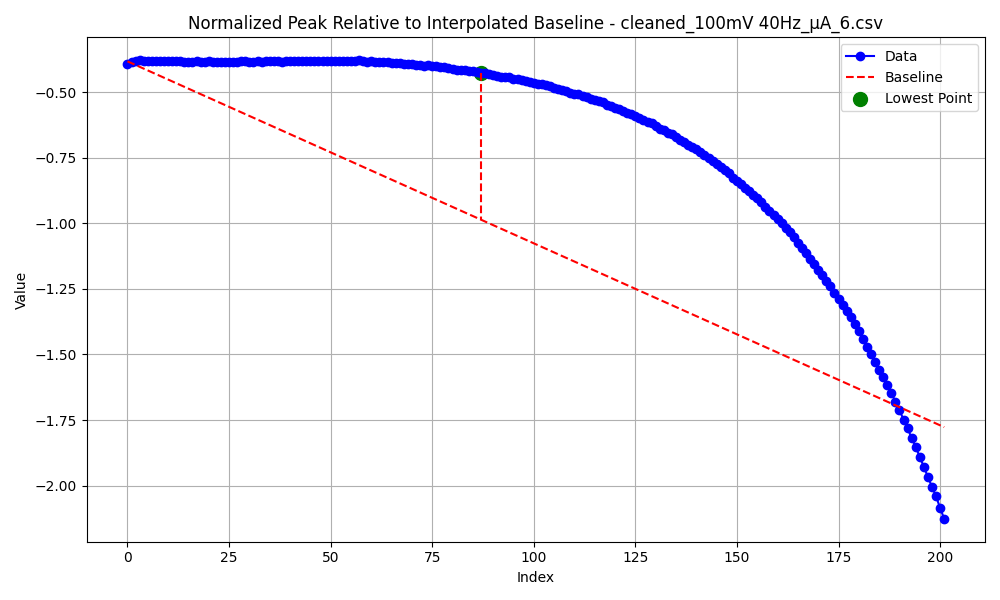 Normalized Peak Relative to Interpolated Baseline - cleaned_100mV 40Hz_μA_6.csv
Data
Baseline
Lowest Point
Value
−0.50
−0.75
−1.00
−1.25
−1.50
−1.75
−2.00
0 25 50 75 100 125 150 175 200
Index